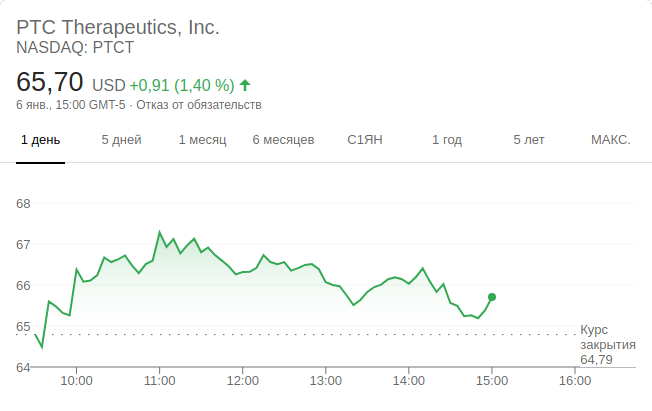 PTC Therapeutics, Inc.
NASDAQ: PTCT
65,70 USD +0,91 (1,40 %)
6 янв., 15:00 GMT-5 · Отказ от обязательств
1 день 5 дней 1 месяц 6 месяцев С1ЯН 1 год 5 лет МАКС.
68
67
66
65
Курс
закрытия
64,79
64
10:00 11:00 12:00 13:00 14:00 15:00 16:00